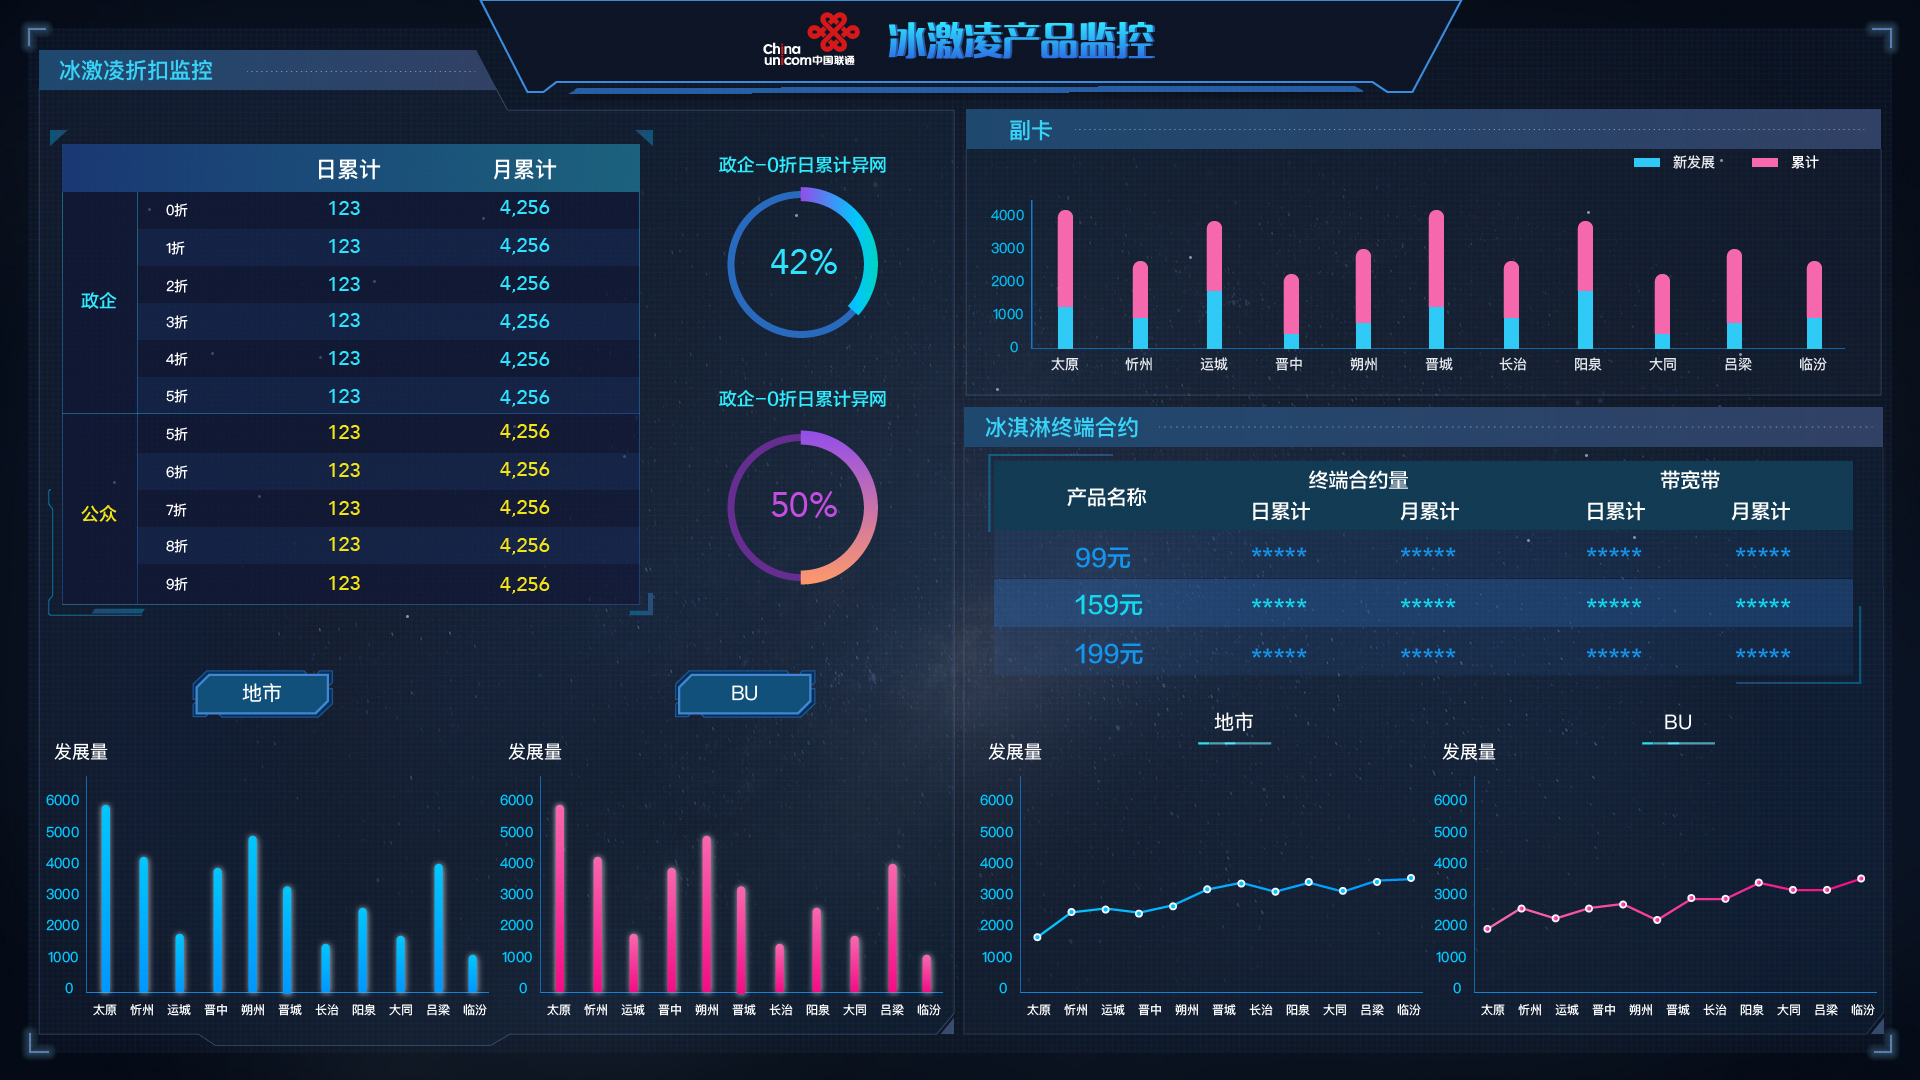 China
unicom中国联通
冰激凌产品监控
冰激凌折扣监控
日累计 月累计
政企
0折 123 4,256
1折 123 4,256
2折 123 4,256
3折 123 4,256
4折 123 4,256
5折 123 4,256
公众
5折 123 4,256
6折 123 4,256
7折 123 4,256
8折 123 4,256
9折 123 4,256
政企-0折日累计异网
42%
政企-0折日累计异网
50%
地市
发展量
6000
5000
4000
3000
2000
1000
0
太原 忻州 运城 晋中 朔州 晋城 长治 阳泉 大同 吕梁 临汾
BU
发展量
6000
5000
4000
3000
2000
1000
0
太原 忻州 运城 晋中 朔州 晋城 长治 阳泉 大同 吕梁 临汾
副卡
新发展 累计
4000
3000
2000
1000
0
太原 忻州 运城 晋中 朔州 晋城 长治 阳泉 大同 吕梁 临汾
冰淇淋终端合约
产品名称 终端合约量 带宽带
日累计 月累计 日累计 月累计
99元 ***** ***** ***** *****
159元 ***** ***** ***** *****
199元 ***** ***** ***** *****
地市
发展量
6000
5000
4000
3000
2000
1000
0
太原 忻州 运城 晋中 朔州 晋城 长治 阳泉 大同 吕梁 临汾
BU
发展量
6000
5000
4000
3000
2000
1000
0
太原 忻州 运城 晋中 朔州 晋城 长治 阳泉 大同 吕梁 临汾